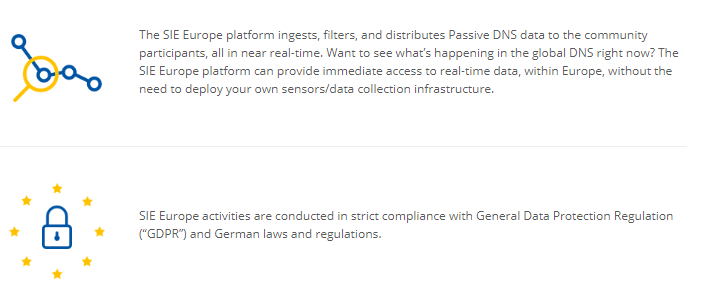 The SIE Europe platform ingests, filters, and distributes Passive DNS data to the community
participants, all in near real-time. Want to see what’s happening in the global DNS right now? The
SIE Europe platform can provide immediate access to real-time data, within Europe, without the
need to deploy your own sensors/data collection infrastructure.
SIE Europe activities are conducted in strict compliance with General Data Protection Regulation
(“GDPR”) and German laws and regulations.